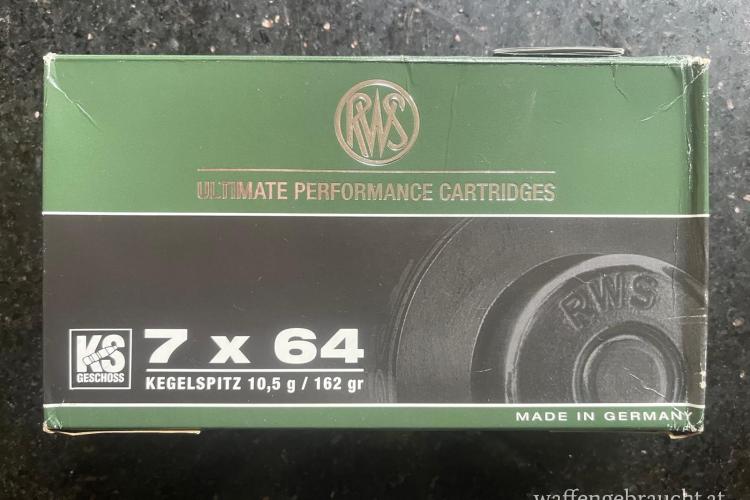 RWS
ULTIMATE PERFORMANCE CARTRIDGES
RWS
KS
GESCHOSS
7 x 64
KEGELSPITZ 10,5 g / 162 gr
MADE IN GERMANY
waffengebraucht.at